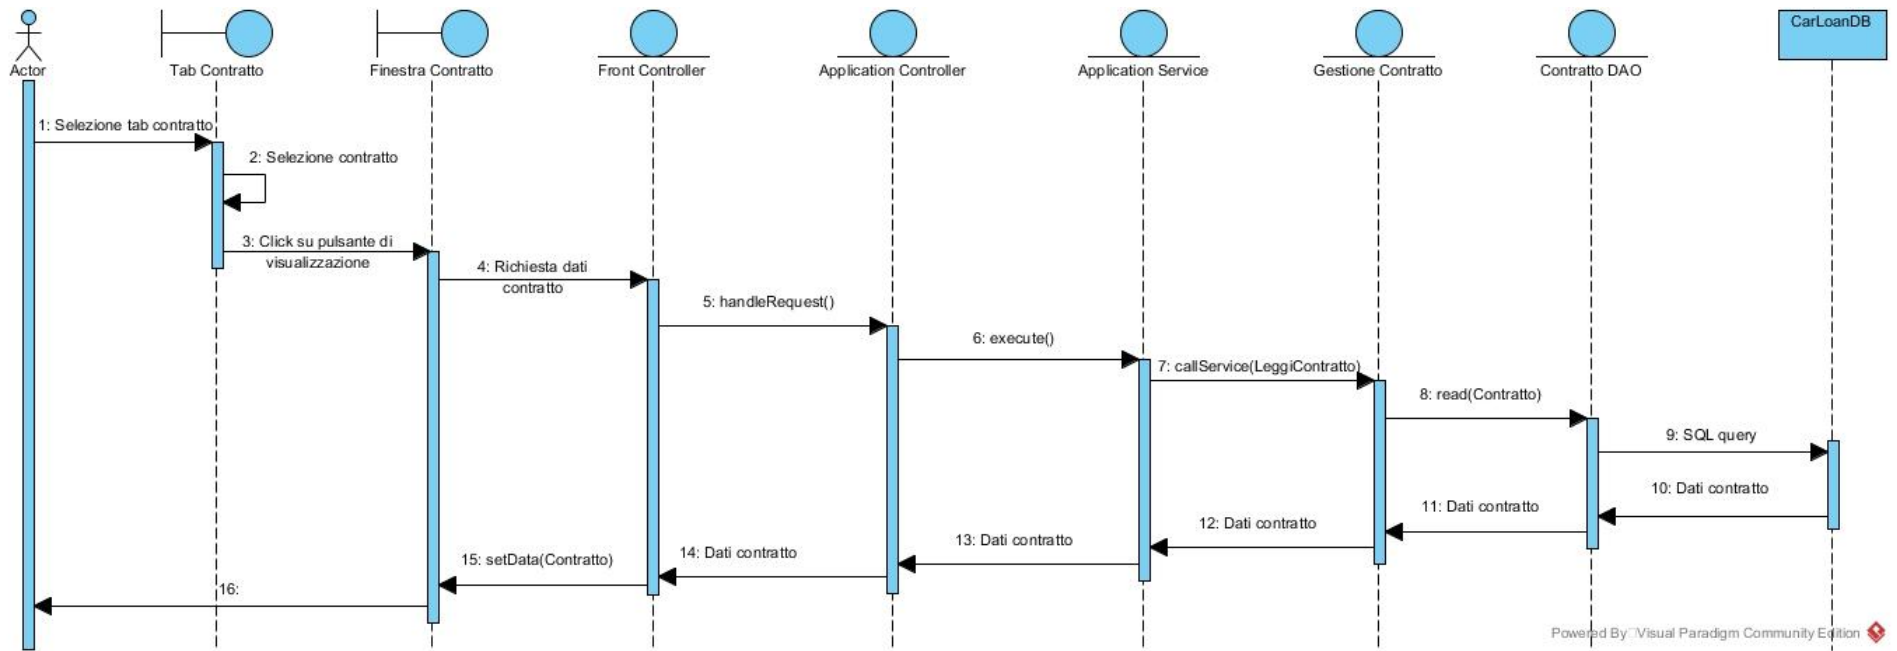 CarLoanDB
Actor
Tab Contratto
Finestra Contratto
Front Controller
Application Controller
Application Service
Gestione Contratto
Contratto DAO
1: Selezione tab contratto
2: Selezione contratto
3: Click su pulsante di
visualizzazione
4: Richiesta dati
contratto
5: handleRequest()
6: execute()
7: callService(LeggiContratto)
8: read(Contratto)
9: SQL query
10: Dati contratto
11: Dati contratto
12: Dati contratto
13: Dati contratto
14: Dati contratto
15: setData(Contratto)
16:
Powered By Visual Paradigm Community Edition